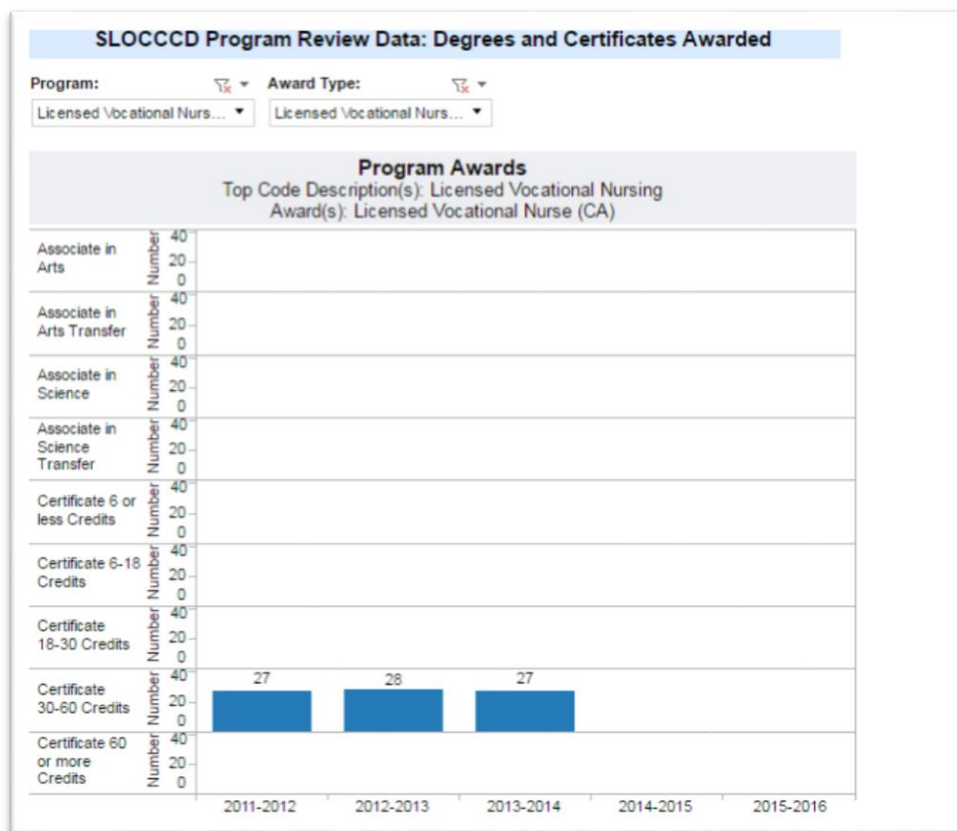 SLOCCCD Program Review Data: Degrees and Certificates Awarded
Program: Award Type:
Licensed Vocational Nurs... Licensed Vocational Nurs...
Program Awards
Top Code Description(s): Licensed Vocational Nursing
Award(s): Licensed Vocational Nurse (CA)
Associate in
Arts
Number
40
20
0
Associate in
Arts Transfer
Number
40
20
0
Associate in
Science
Number
40
20
0
Associate in
Science
Transfer
Number
40
20
0
Certificate 6 or
less Credits
Number
40
20
0
Certificate 6-18
Credits
Number
40
20
0
Certificate
18-30 Credits
Number
40
20
0
Certificate
30-60 Credits
Number
40
20
0
27 28 27
Certificate 60
or more
Credits
Number
40
20
0
2011-2012 2012-2013 2013-2014 2014-2015 2015-2016